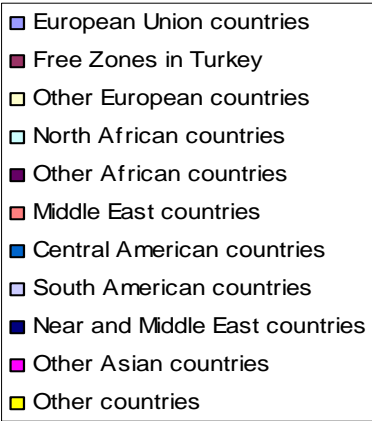 European Union countries
Free Zones in Turkey
Other European countries
North African countries
Other African countries
Middle East countries
Central American countries
South American countries
Near and Middle East countries
Other Asian countries
Other countries